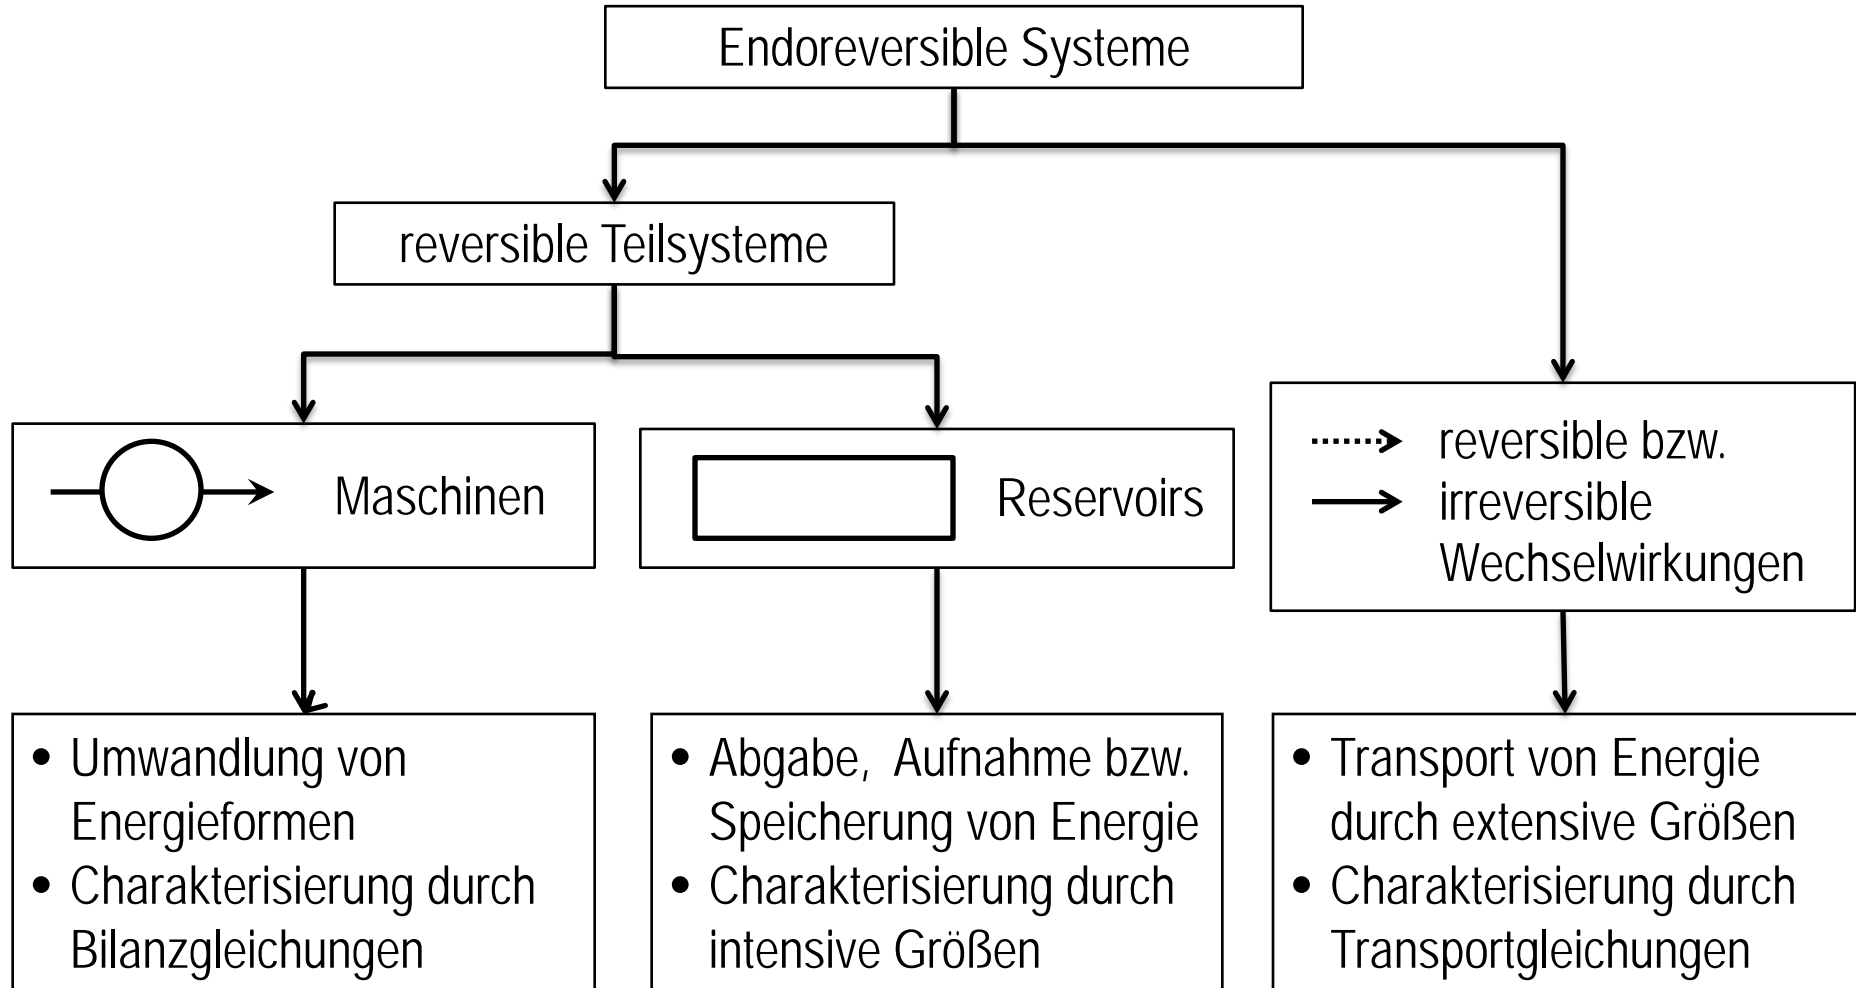 Endoreversible Systeme
reversible Teilsysteme
Maschinen
Reservoirs
reversible bzw.
irreversible
Wechselwirkungen
• Umwandlung von
Energieformen
• Charakterisierung durch
Bilanzgleichungen
• Abgabe, Aufnahme bzw.
Speicherung von Energie
• Charakterisierung durch
intensive Größen
• Transport von Energie
durch extensive Größen
• Charakterisierung durch
Transportgleichungen